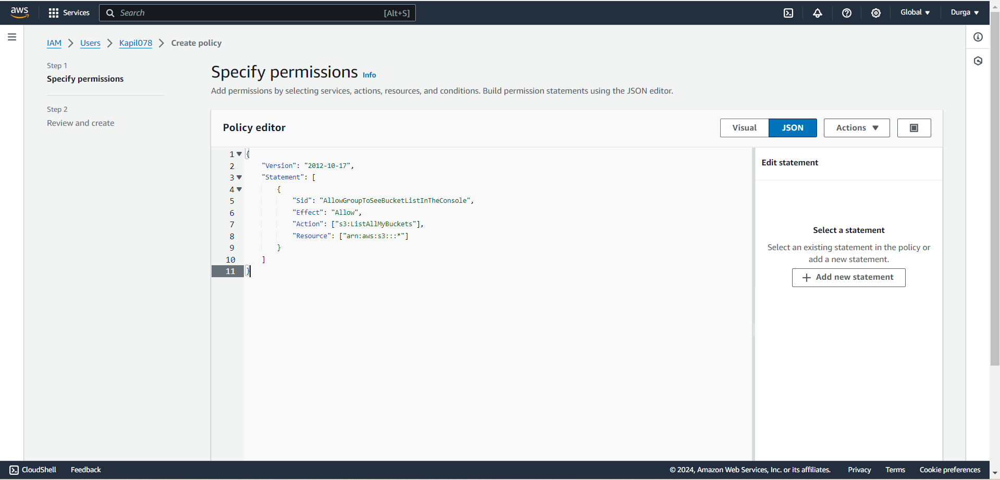 aws
Services
Search [Alt+S]
Global
Durga
IAM > Users > Kapil078 > Create policy
Step 1
Specify permissions
Step 2
Review and create
Specify permissions Info
Add permissions by selecting services, actions, resources, and conditions. Build permission statements using the JSON editor.
Policy editor
Visual
JSON
Actions
1 {
2 "Version": "2012-10-17",
3 "Statement": [
4 {
5 "Sid": "AllowGroupToSeeBucketListInTheConsole",
6 "Effect": "Allow",
7 "Action": ["s3:ListAllMyBuckets"],
8 "Resource": ["arn:aws:s3:::*"]
9 }
10 ]
11 }
Edit statement
Select a statement
Select an existing statement in the policy or
add a new statement.
+ Add new statement
CloudShell
Feedback
© 2024, Amazon Web Services, Inc. or its affiliates.
Privacy
Terms
Cookie preferences